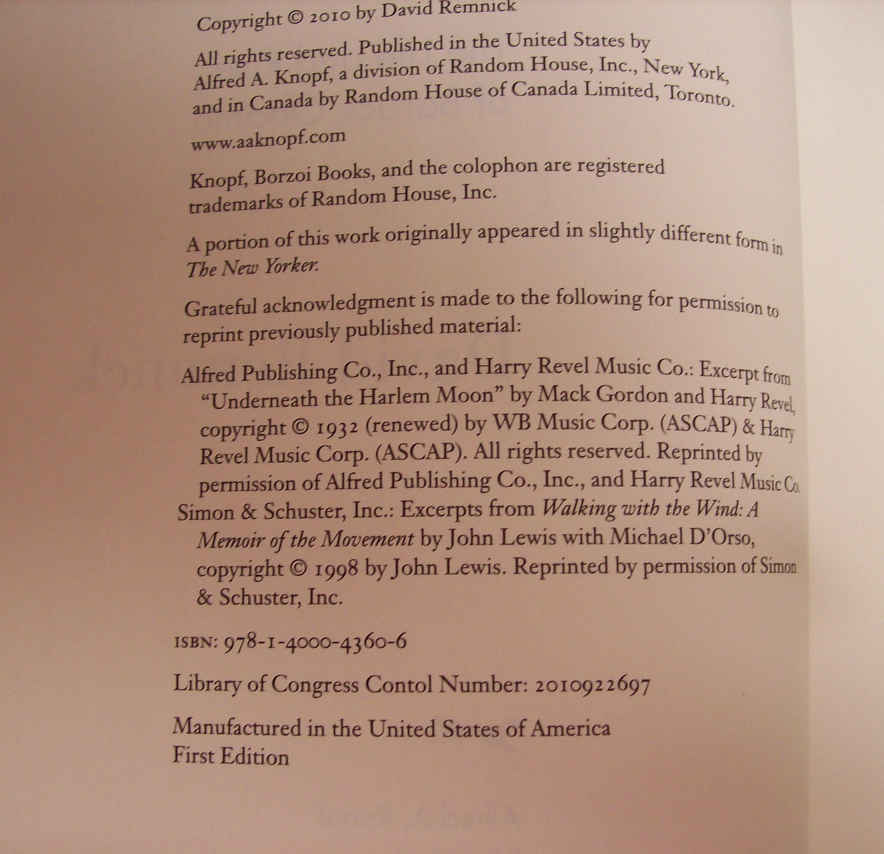 Copyright © 2010 by David Remnick
All rights reserved. Published in the United States by
Alfred A. Knopf, a division of Random House, Inc., New York,
and in Canada by Random House of Canada Limited, Toronto.
www.aaknopf.com
Knopf, Borzoi Books, and the colophon are registered
trademarks of Random House, Inc.
A portion of this work originally appeared in slightly different form in
The New Yorker.
Grateful acknowledgment is made to the following for permission to
reprint previously published material:
Alfred Publishing Co., Inc., and Harry Revel Music Co.: Excerpt from
“Underneath the Harlem Moon” by Mack Gordon and Harry Revel,
copyright © 1932 (renewed) by WB Music Corp. (ASCAP) & Harry
Revel Music Corp. (ASCAP). All rights reserved. Reprinted by
permission of Alfred Publishing Co., Inc., and Harry Revel Music Co.
Simon & Schuster, Inc.: Excerpts from Walking with the Wind: A
Memoir of the Movement by John Lewis with Michael D’Orso,
copyright © 1998 by John Lewis. Reprinted by permission of Simon
& Schuster, Inc.
ISBN: 978-1-4000-4360-6
Library of Congress Contol Number: 2010922697
Manufactured in the United States of America
First Edition